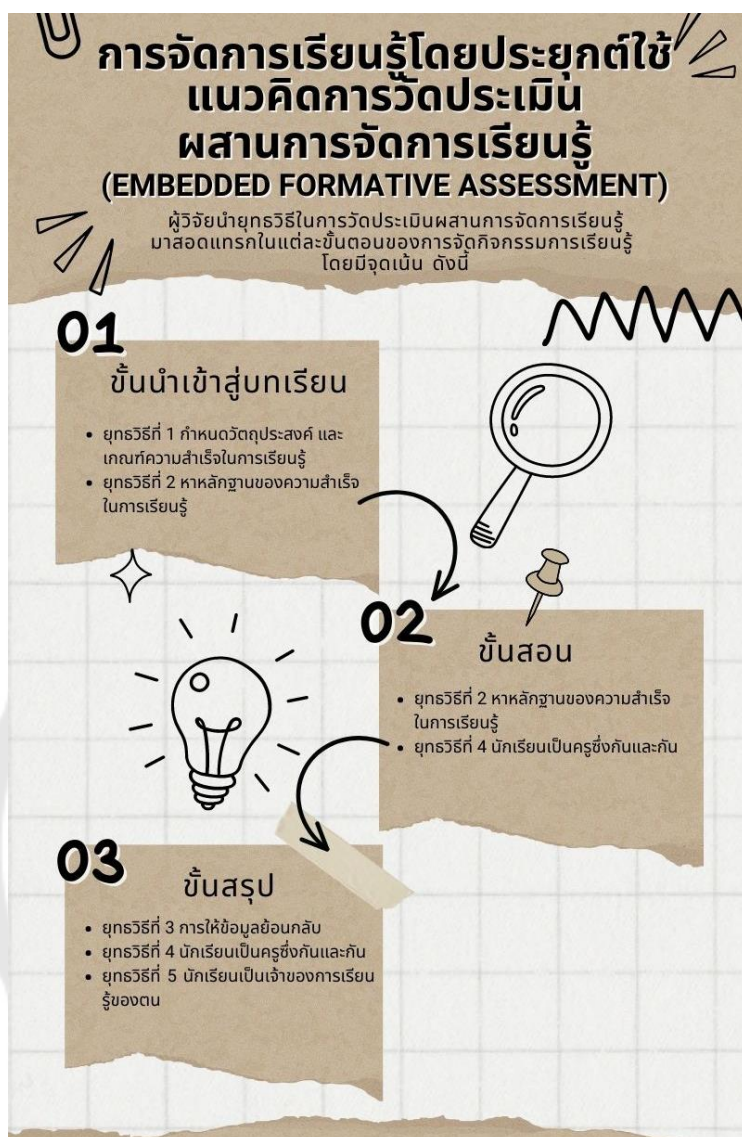 การจัดการเรียนรู้โดยประยุกต์ใช้
แนวคิดการวัดประเมิน
ผสานการจัดการเรียนรู้
(EMBEDDED FORMATIVE ASSESSMENT)
ผู้วิจัยนำยุทธวิธีในการวัดประเมินผสานการจัดการเรียนรู้
มาสอดแทรกในแต่ละขั้นตอนของการจัดกิจกรรมการเรียนรู้
โดยมีจุดเน้น ดังนี้
01
ขั้นนำเข้าสู่บทเรียน
• ยุทธวิธีที่ 1 กำหนดวัตถุประสงค์ และ
เกณฑ์ความสำเร็จในการเรียนรู้
• ยุทธวิธีที่ 2 หาหลักฐานของความสำเร็จ
ในการเรียนรู้
02
ขั้นสอน
• ยุทธวิธีที่ 2 หาหลักฐานของความสำเร็จ
ในการเรียนรู้
• ยุทธวิธีที่ 4 นักเรียนเป็นครูซึ่งกันและกัน
03
ขั้นสรุป
• ยุทธวิธีที่ 3 การให้ข้อมูลย้อนกลับ
• ยุทธวิธีที่ 4 นักเรียนเป็นครูซึ่งกันและกัน
• ยุทธวิธีที่ 5 นักเรียนเป็นเจ้าของการเรียน
รู้ของตน